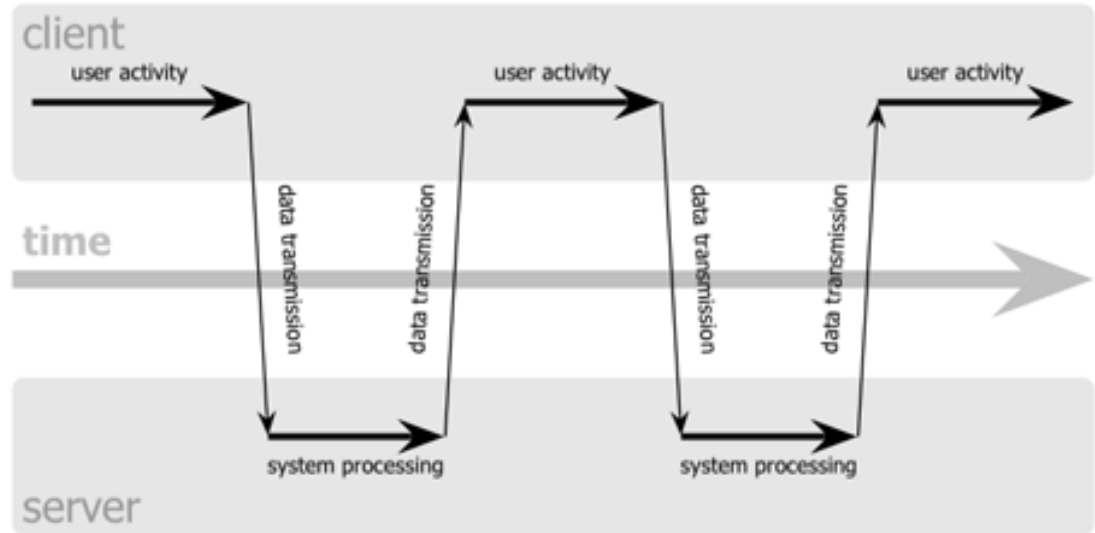 client
user activity
user activity
user activity
data transmission
data transmission
data transmission
data transmission
time
system processing
system processing
server